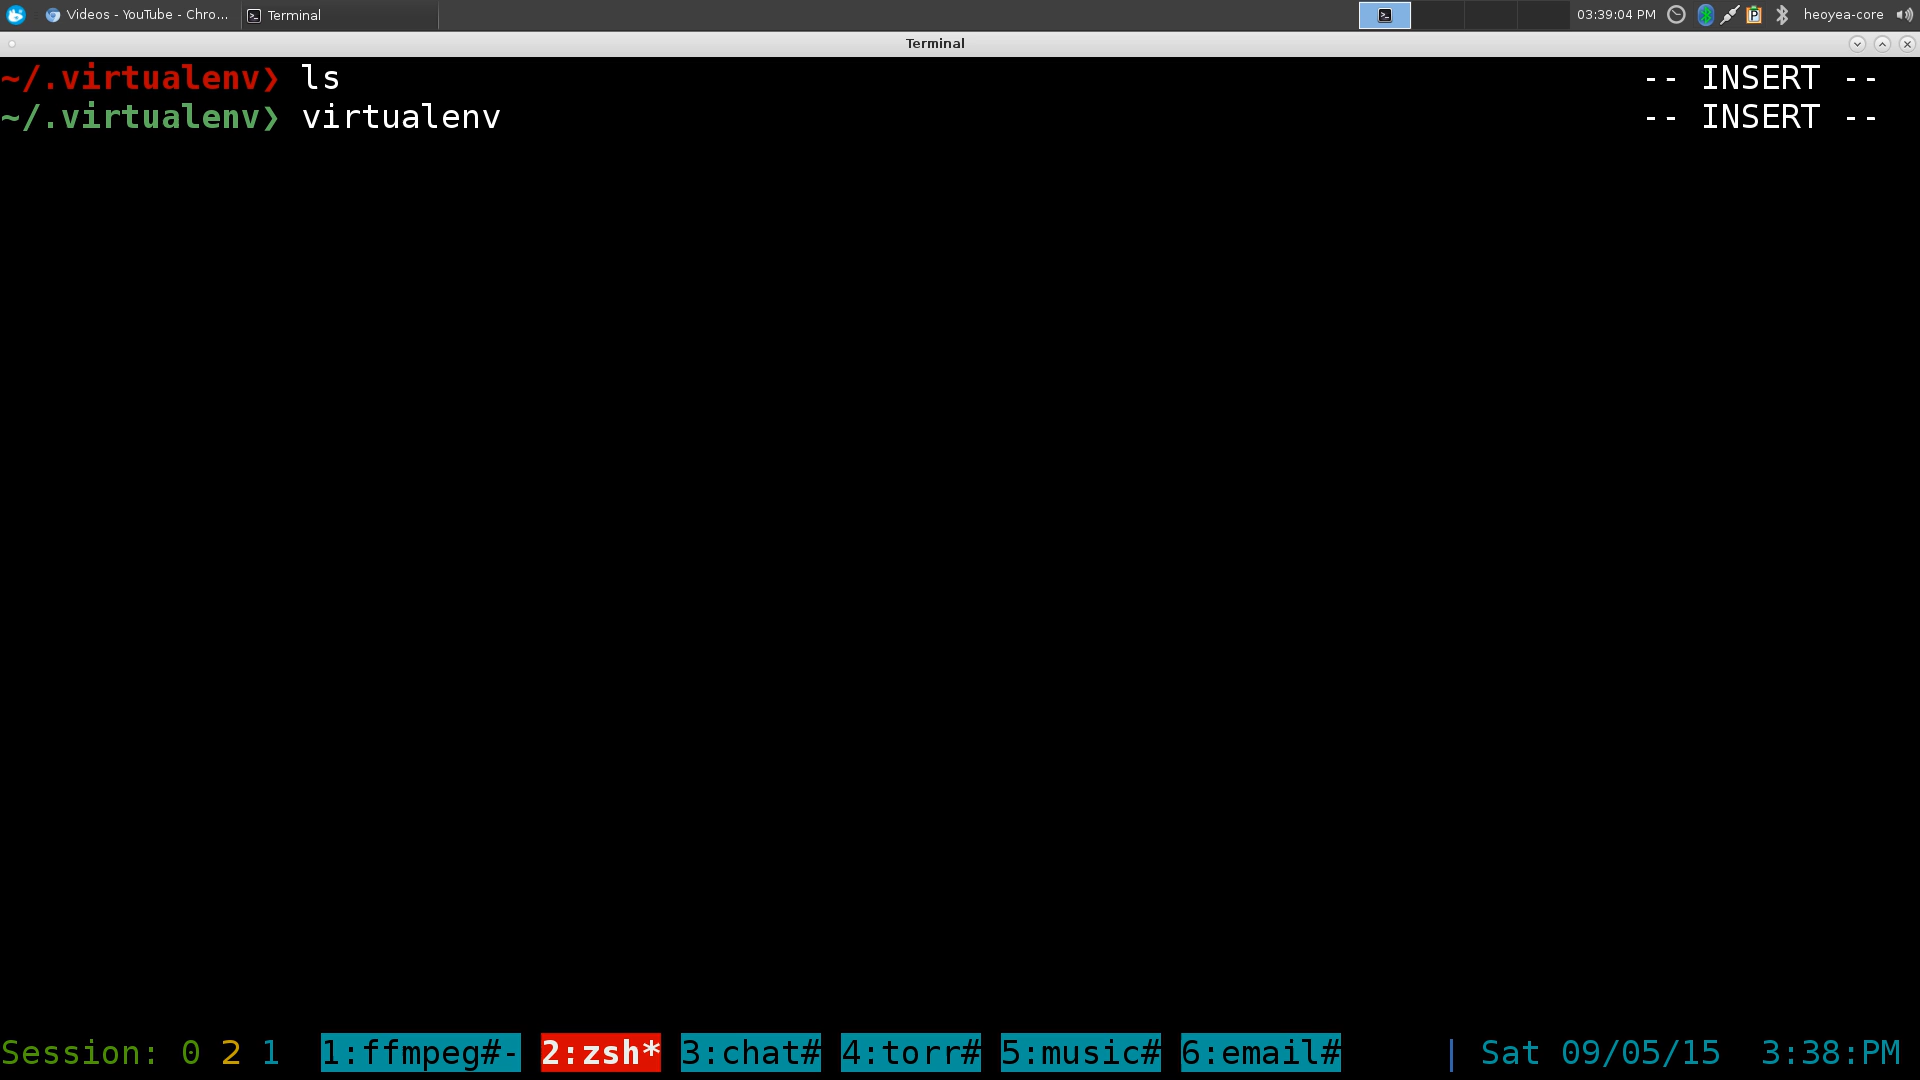 Videos - YouTube - Chro... Terminal 03:39:04 PM heoyea-core
Terminal
~/.virtualenv❯ ls -- INSERT --
~/.virtualenv❯ virtualenv -- INSERT --
Session: 0 2 1 1:ffmpeg#- 2:zsh* 3:chat# 4:torr# 5:music# 6:email# | Sat 09/05/15 3:38:PM